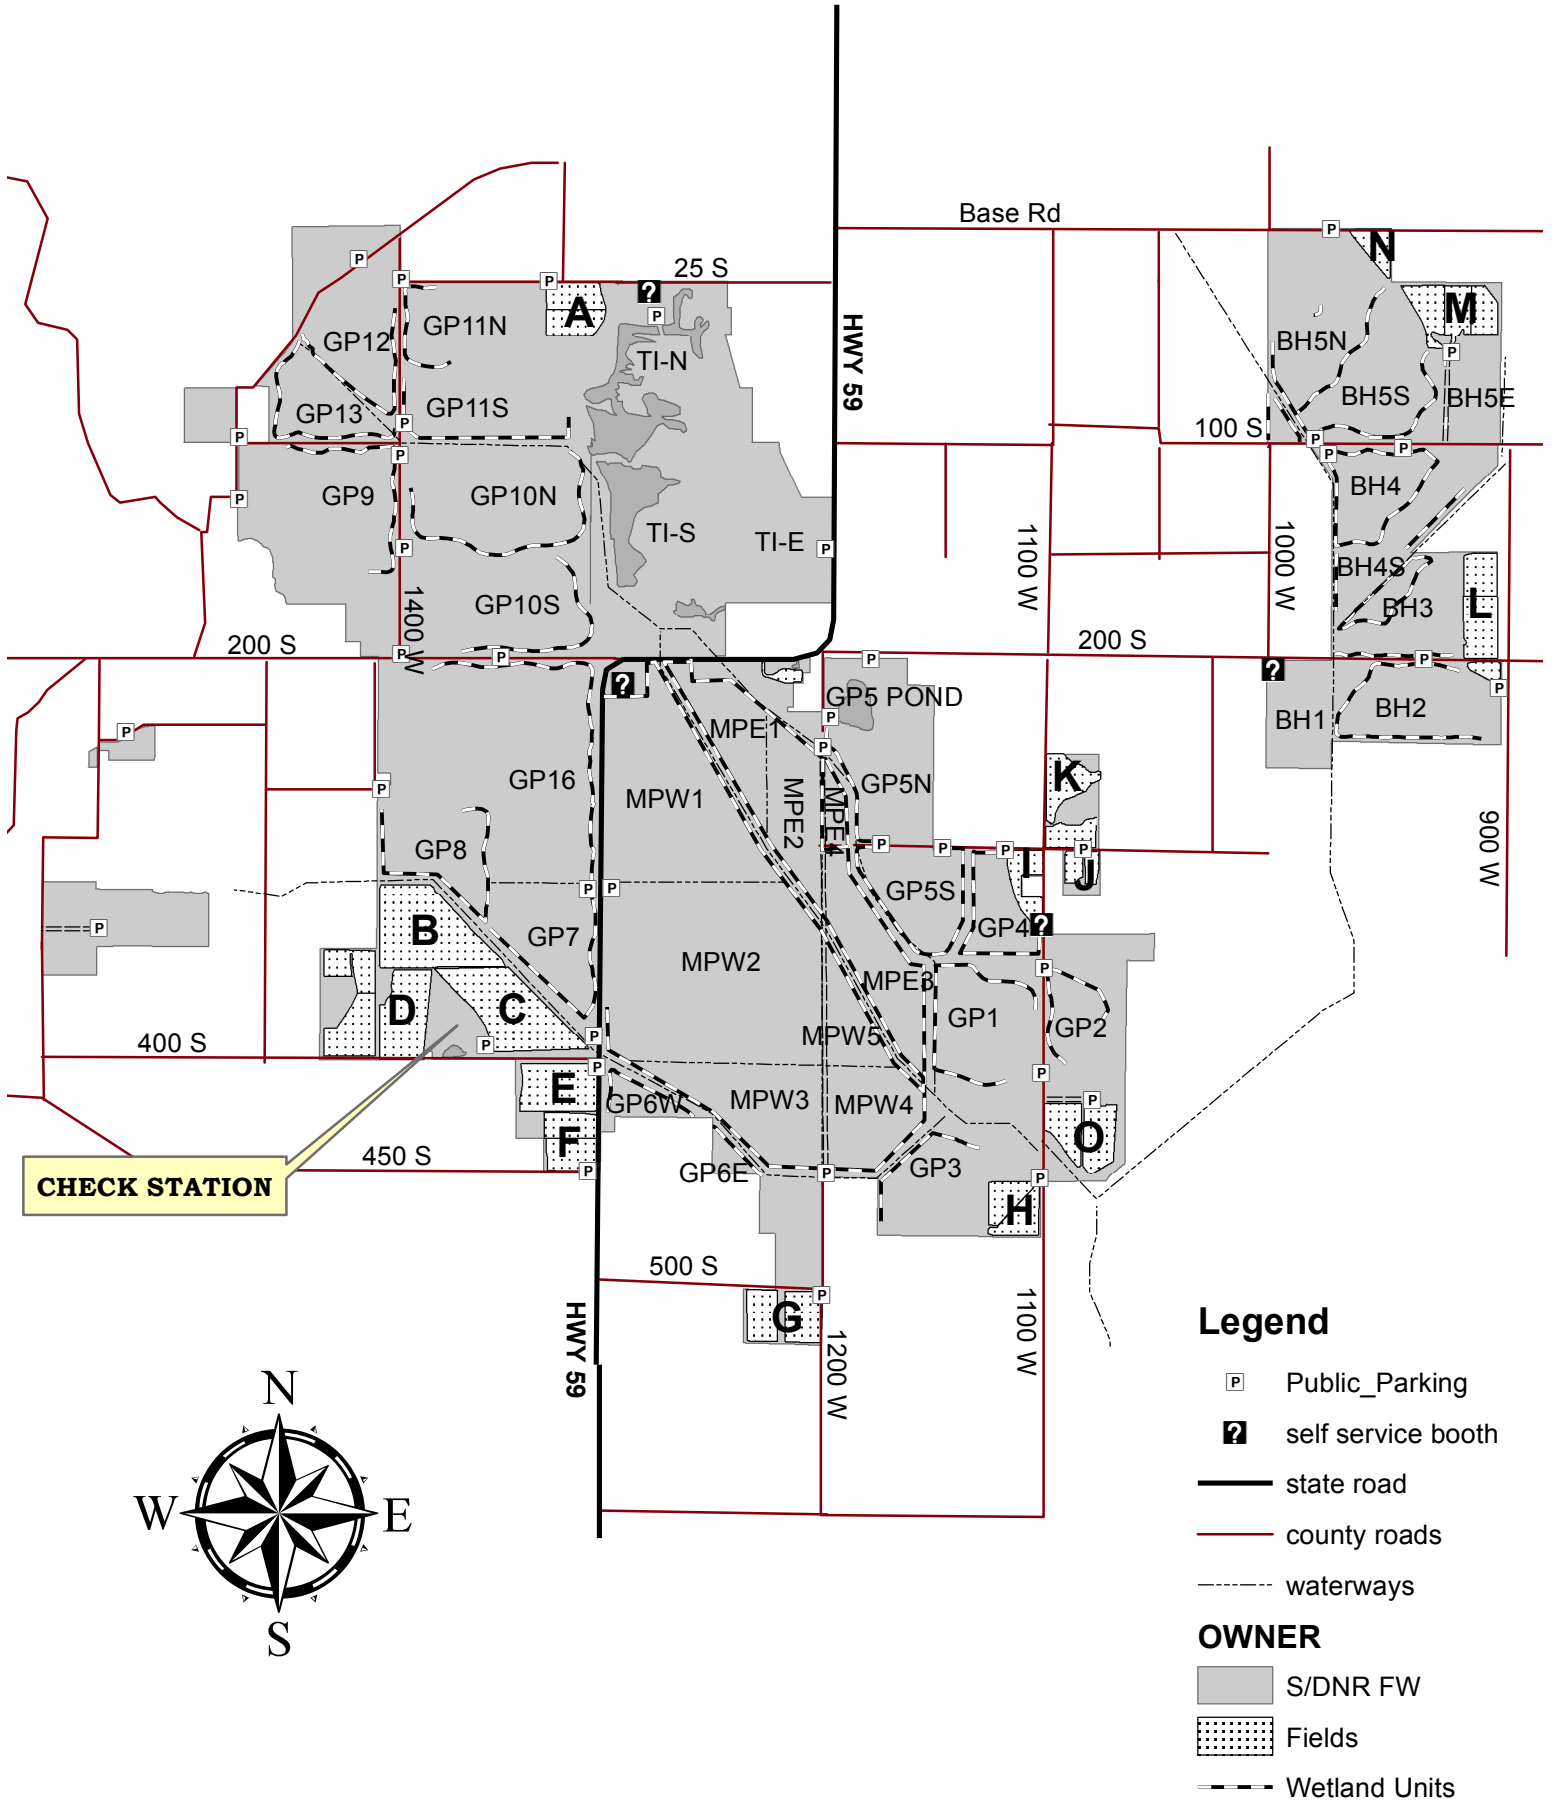 Base Rd
N
25 S
?
P
A
M
HWY 59
GP12
GP11N
TI-N
BH5N
BH5S
BH5E
GP13
GP11S
100 S
GP9
GP10N
BH4
TI-S
TI-E
1100 W
1000 W
BH4S
GP10S
1400 W
BH3
L
200 S
200 S
?
?
GP5 POND
BH1
BH2
MPE1
GP16
MPW1
MPE2
MPE4
GP5N
K
900 W
GP8
I
J
GP5S
B
GP7
GP4
?
MPW2
MPE3
D
C
GP1
GP2
400 S
MPW5
E
GP6W
MPW3
MPW4
F
O
450 S
GP6E
GP3
CHECK STATION
H
500 S
G
HWY 59
1200 W
1100 W
N
W
E
S
Legend
P Public_Parking
? self service booth
state road
county roads
waterways
OWNER
S/DNR FW
Fields
Wetland Units